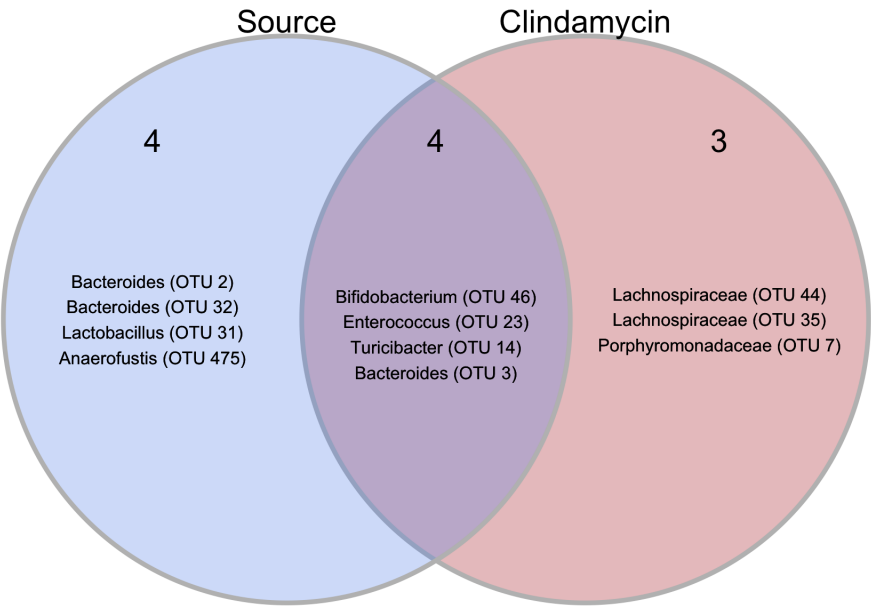 Source
Clindamycin
4
4
3
Bacteroides (OTU 2)
Bacteroides (OTU 32)
Lactobacillus (OTU 31)
Anaerofustis (OTU 475)
Bifidobacterium (OTU 46)
Enterococcus (OTU 23)
Turicibacter (OTU 14)
Bacteroides (OTU 3)
Lachnospiraceae (OTU 44)
Lachnospiraceae (OTU 35)
Porphyromonadaceae (OTU 7)